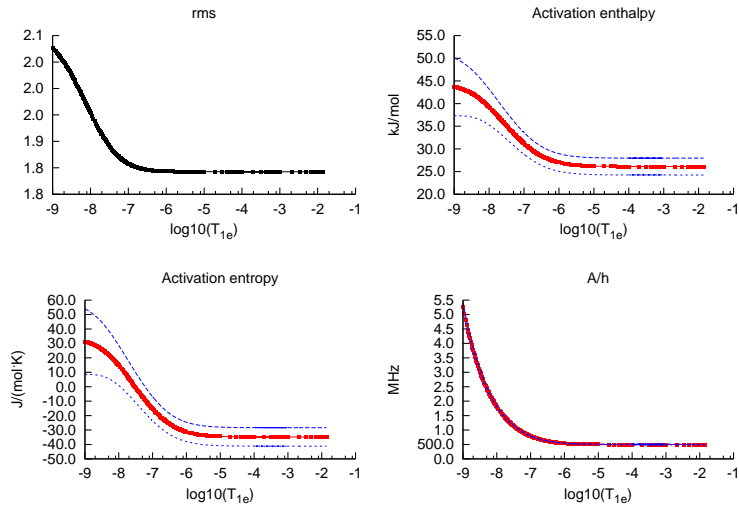 rms
2.1
2.0
2.0
1.9
1.8
1.8
-9 -8 -7 -6 -5 -4 -3 -2 -1
log10(T1e)
Activation enthalpy
kJ/mol
55.0
50.0
45.0
40.0
35.0
30.0
25.0
20.0
-9 -8 -7 -6 -5 -4 -3 -2 -1
log10(T1e)
Activation entropy
J/(mol·K)
60.0
50.0
40.0
30.0
20.0
10.0
0.0
-10.0
-20.0
-30.0
-40.0
-50.0
-9 -8 -7 -6 -5 -4 -3 -2 -1
log10(T1e)
A/h
MHz
5.5
5.0
4.5
4.0
3.5
3.0
2.5
2.0
1.5
1.0
500.0
0.0
-9 -8 -7 -6 -5 -4 -3 -2 -1
log10(T1e)